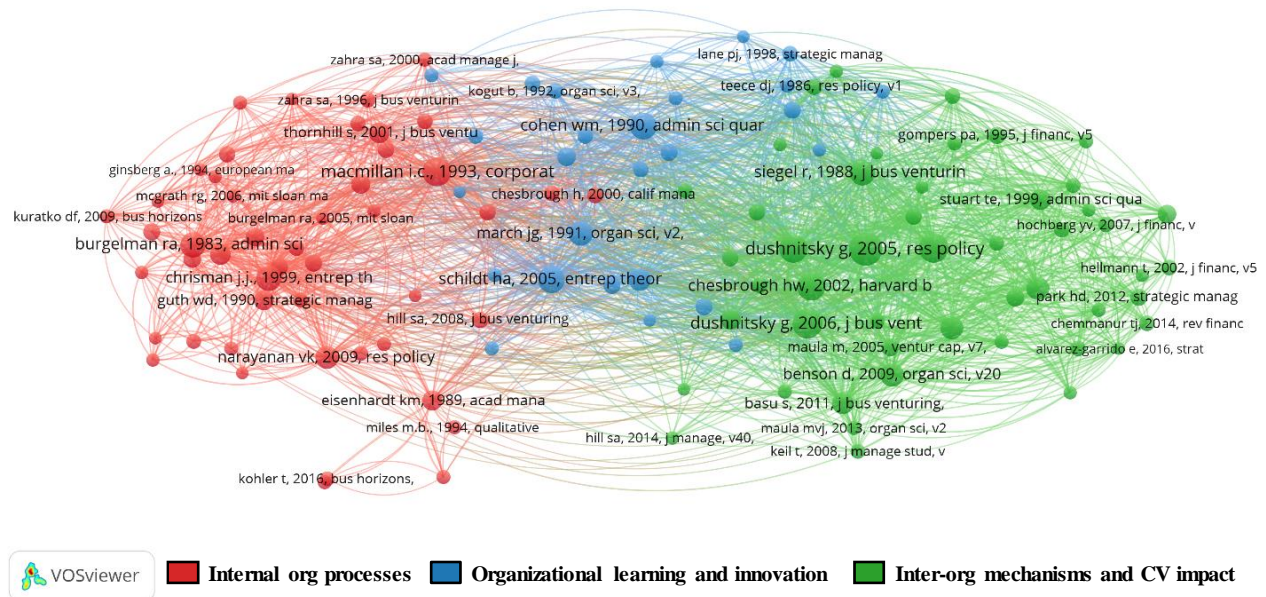 zahra sa, 2000, acad manage j,
lane pj, 1998, strategic manag
kogut b, 1992, organ sci, v3,
teece dj, 1986, res policy, v1
zahra sa, 1996, j bus venturin
thornhill s, 2001, j bus ventu
cohen wm, 1990, admin sci quar
gompers pa, 1995, j financ, v5
ginsberg a., 1994, european ma
macmillan i.c., 1993, corporat
siegel r, 1988, j bus venturin
mcgrath rg, 2006, mit sloan ma
chesbrough h, 2000, calif mana
stuart te, 1999, admin sci qua
kuratko df, 2009, bus horizons
burgelman ra, 2005, mit sloan
hochberg yv, 2007, j financ, v
march jg, 1991, organ sci, v2,
burgelman ra, 1983, admin sci
dushnitsky g, 2005, res policy
hellmann t, 2002, j financ, v5
chrisman j.j., 1999, entrep th
schildt ha, 2005, entrep theor
chesbrough hw, 2002, harvard b
guth wd, 1990, strategic manag
park hd, 2012, strategic manag
hill sa, 2008, j bus venturing
dushnitsky g, 2006, j bus vent
chemmanur tj, 2014, rev financ
maula m, 2005, ventur cap, v7,
alvarez-garrido e, 2016, strat
narayanan vk, 2009, res policy
benson d, 2009, organ sci, v20
eisenhardt km, 1989, acad mana
basu s, 2011, j bus venturing,
miles m.b., 1994, qualitative
maula mvj, 2013, organ sci, v2
hill sa, 2014, j manage, v40,
keil t, 2008, j manage stud, v
kohler t, 2016, bus horizons,
VOSviewer
Internal org processes
Organizational learning and innovation
Inter-org mechanisms and CV impact